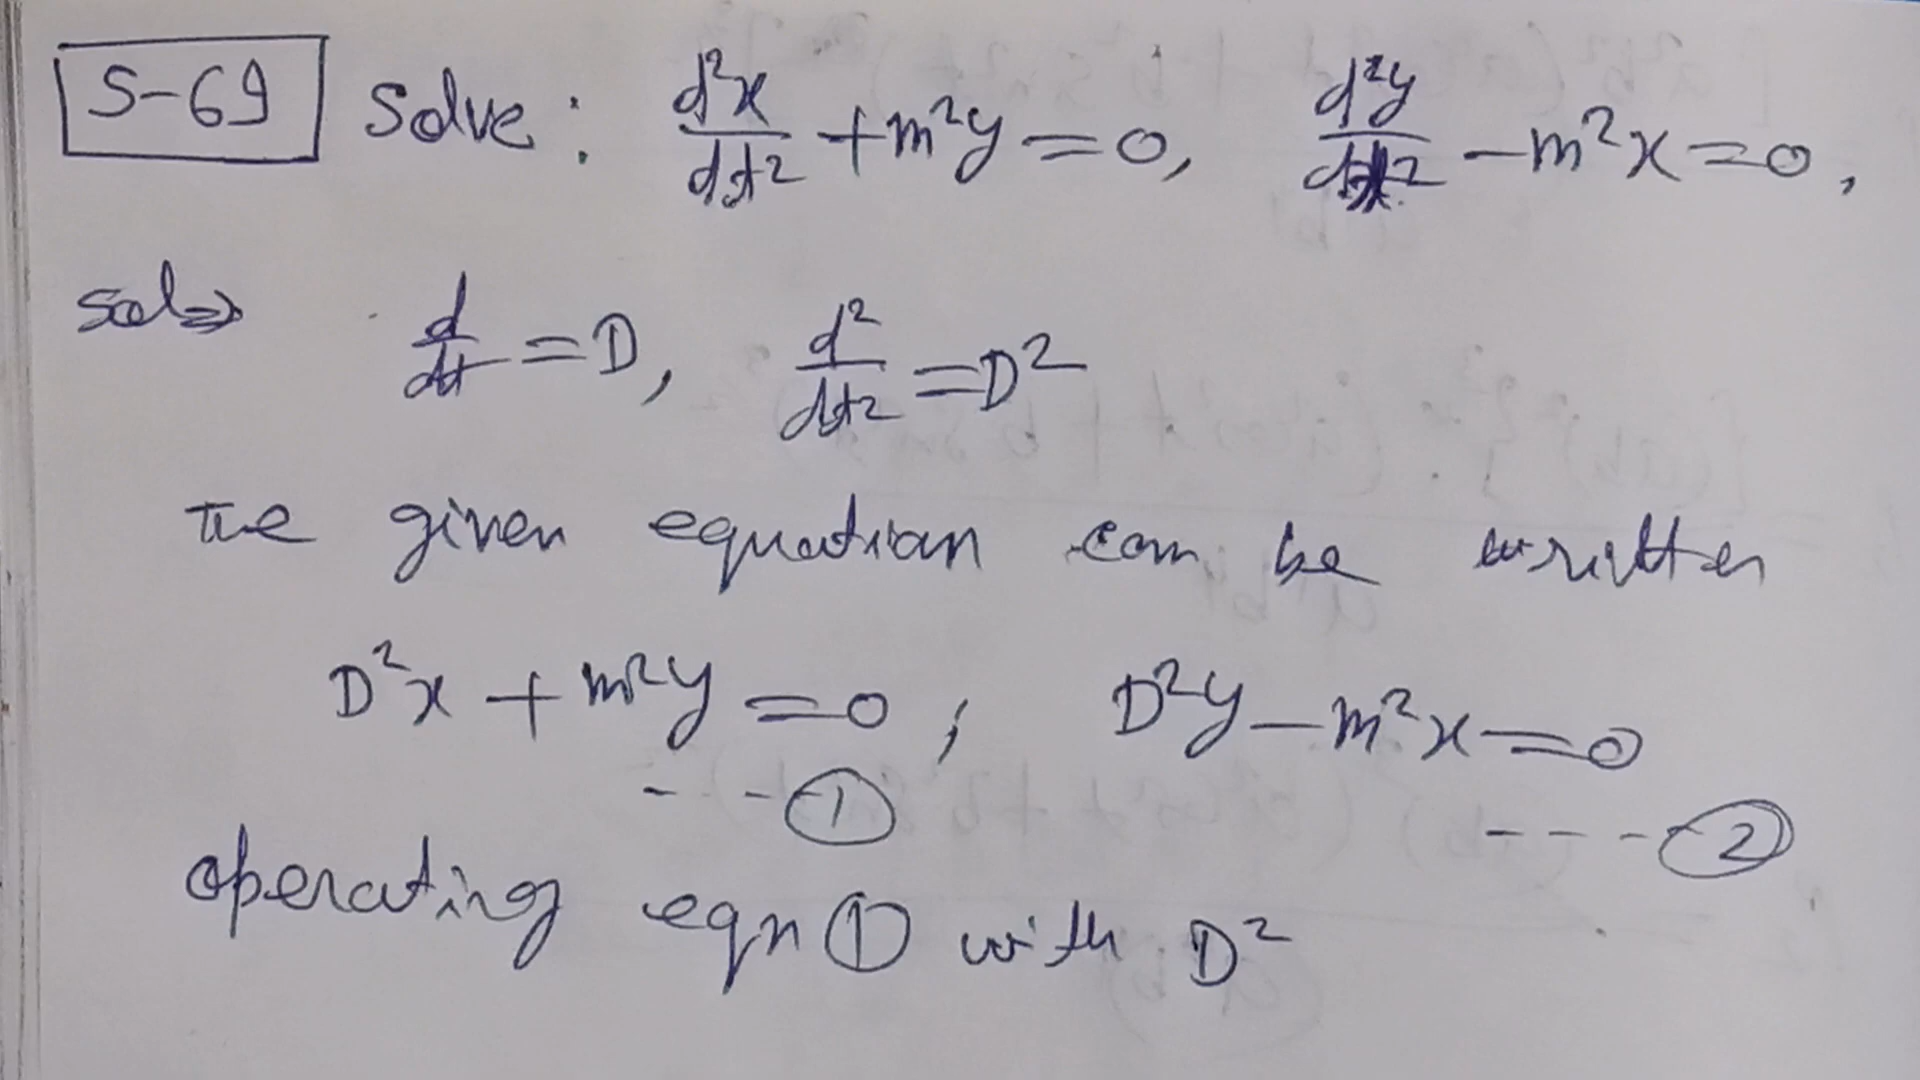 S-69 Solve: d²x/dt² + m²y = 0, d²y/dt² - m²x = 0,
sol⇒ d/dt = D, d²/dt² = D²
The given equation can be written
D²x + m²y = 0, D²y - m²x = 0
- - - ① - - - - ②
operating eqn ① with D²